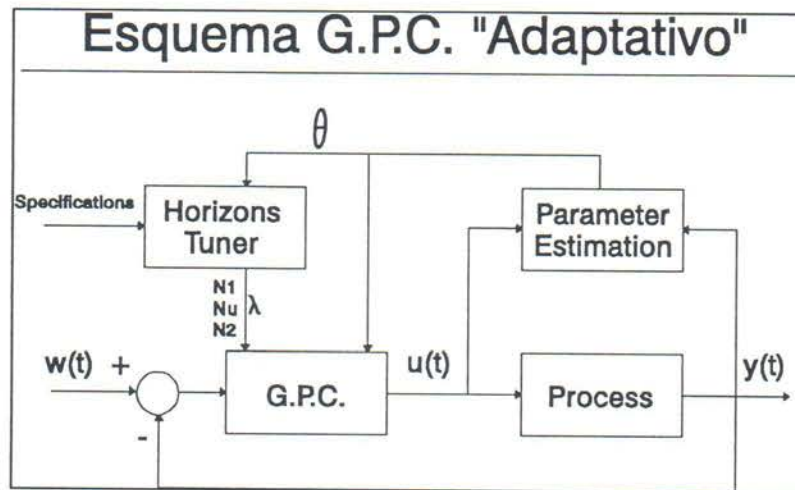 Esquema G.P.C. "Adaptativo"
θ
Specifications
Horizons
Tuner
Parameter
Estimation
N1
Nu λ
N2
w(t) +
-
G.P.C.
u(t)
Process
y(t)